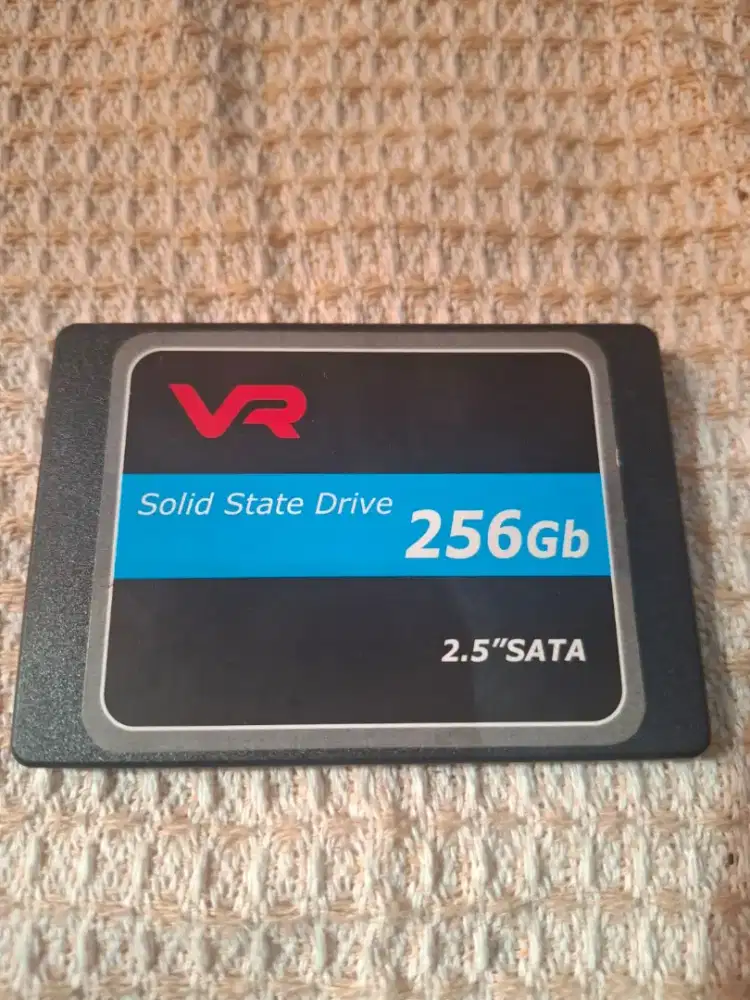 VR
Solid State Drive
256Gb
2.5"SATA